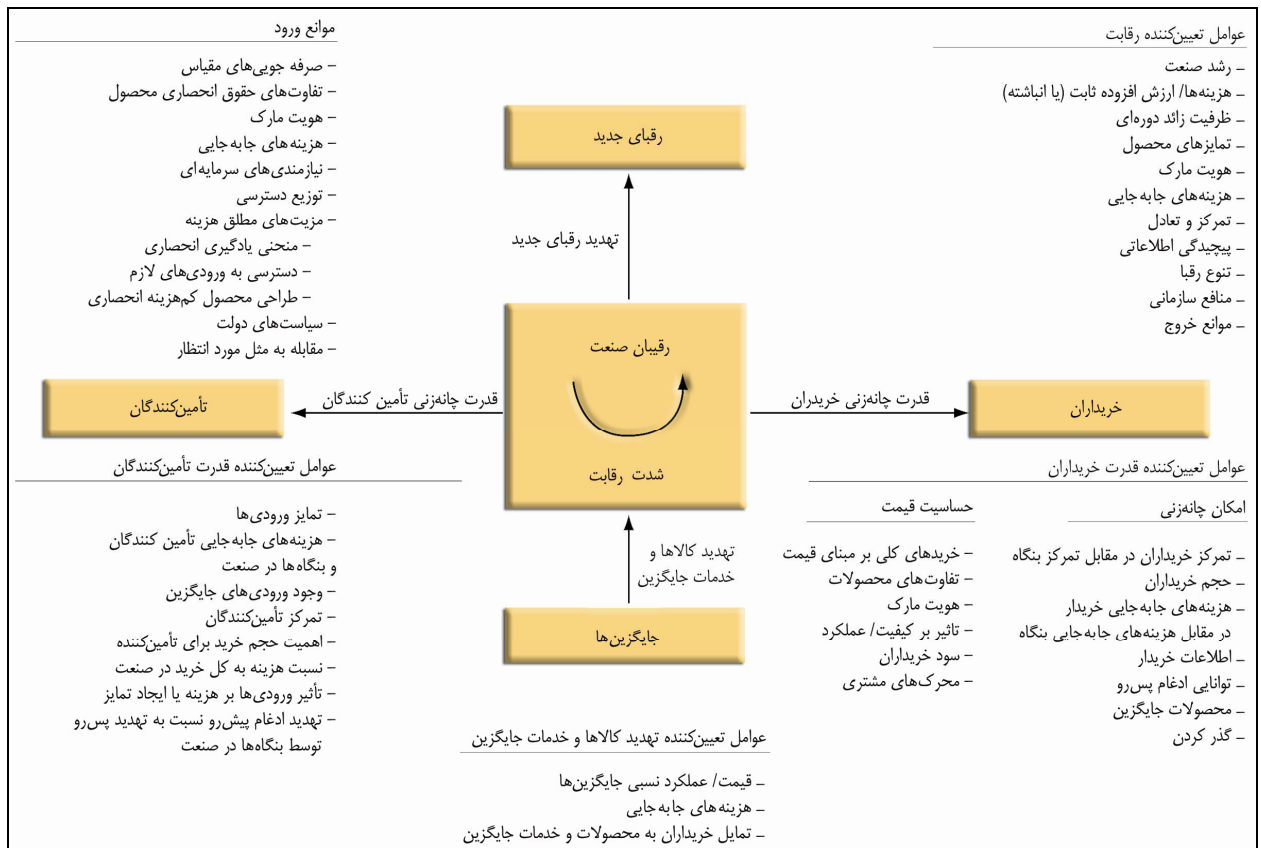 عوامل تعیین‌کننده رقابت
- رشد صنعت
- هزینه‌ها/ ارزش افزوده ثابت (یا انباشته)
- ظرفیت زائد دوره‌ای
- تمایزهای محصول
- هویت مارک
- هزینه‌های جابه‌جایی
- تمرکز و تعادل
- پیچیدگی اطلاعاتی
- تنوع رقبا
- منافع سازمانی
- موانع خروج
موانع ورود
- صرفه جویی‌های مقیاس
- تفاوت‌های حقوق انحصاری محصول
- هویت مارک
- هزینه‌های جابه‌جایی
- نیازمندی‌های سرمایه‌ای
- توزیع دسترسی
- مزیت‌های مطلق هزینه
- منحنی یادگیری انحصاری
- دسترسی به ورودی‌های لازم
- طراحی محصول کم‌هزینه انحصاری
- سیاست‌های دولت
- مقابله به مثل مورد انتظار
رقبای جدید
تهدید رقبای جدید
رقیبان صنعت
شدت رقابت
خریداران
قدرت چانه‌زنی خریداران
قدرت چانه‌زنی تأمین کنندگان
تأمین‌کنندگان
تهدید کالاها و
خدمات جایگزین
جایگزین‌ها
عوامل تعیین‌کننده قدرت خریداران
امکان چانه‌زنی
- تمرکز خریداران در مقابل تمرکز بنگاه
- حجم خریداران
- هزینه‌های جابه‌جایی خریدار
در مقابل هزینه‌های جابه‌جایی بنگاه
- اطلاعات خریدار
- توانایی ادغام پس‌رو
- محصولات جایگزین
- گذر کردن
حساسیت قیمت
- خریدهای کلی بر مبنای قیمت
- تفاوت‌های محصولات
- هویت مارک
- تاثیر بر کیفیت/ عملکرد
- سود خریداران
- محرک‌های مشتری
عوامل تعیین‌کننده قدرت تأمین‌کنندگان
- تمایز ورودی‌ها
- هزینه‌های جابه‌جایی تأمین کنندگان
و بنگاه‌ها در صنعت
- وجود ورودی‌های جایگزین
- تمرکز تأمین‌کنندگان
- اهمیت حجم خرید برای تأمین‌کننده
- نسبت هزینه به کل خرید در صنعت
- تأثیر ورودی‌ها بر هزینه یا ایجاد تمایز
- تهدید ادغام پیش‌رو نسبت به تهدید پس‌رو
توسط بنگاه‌ها در صنعت
عوامل تعیین‌کننده تهدید کالاها و خدمات جایگزین
- قیمت/ عملکرد نسبی جایگزین‌ها
- هزینه‌های جابه‌جایی
- تمایل خریداران به محصولات و خدمات جایگزین